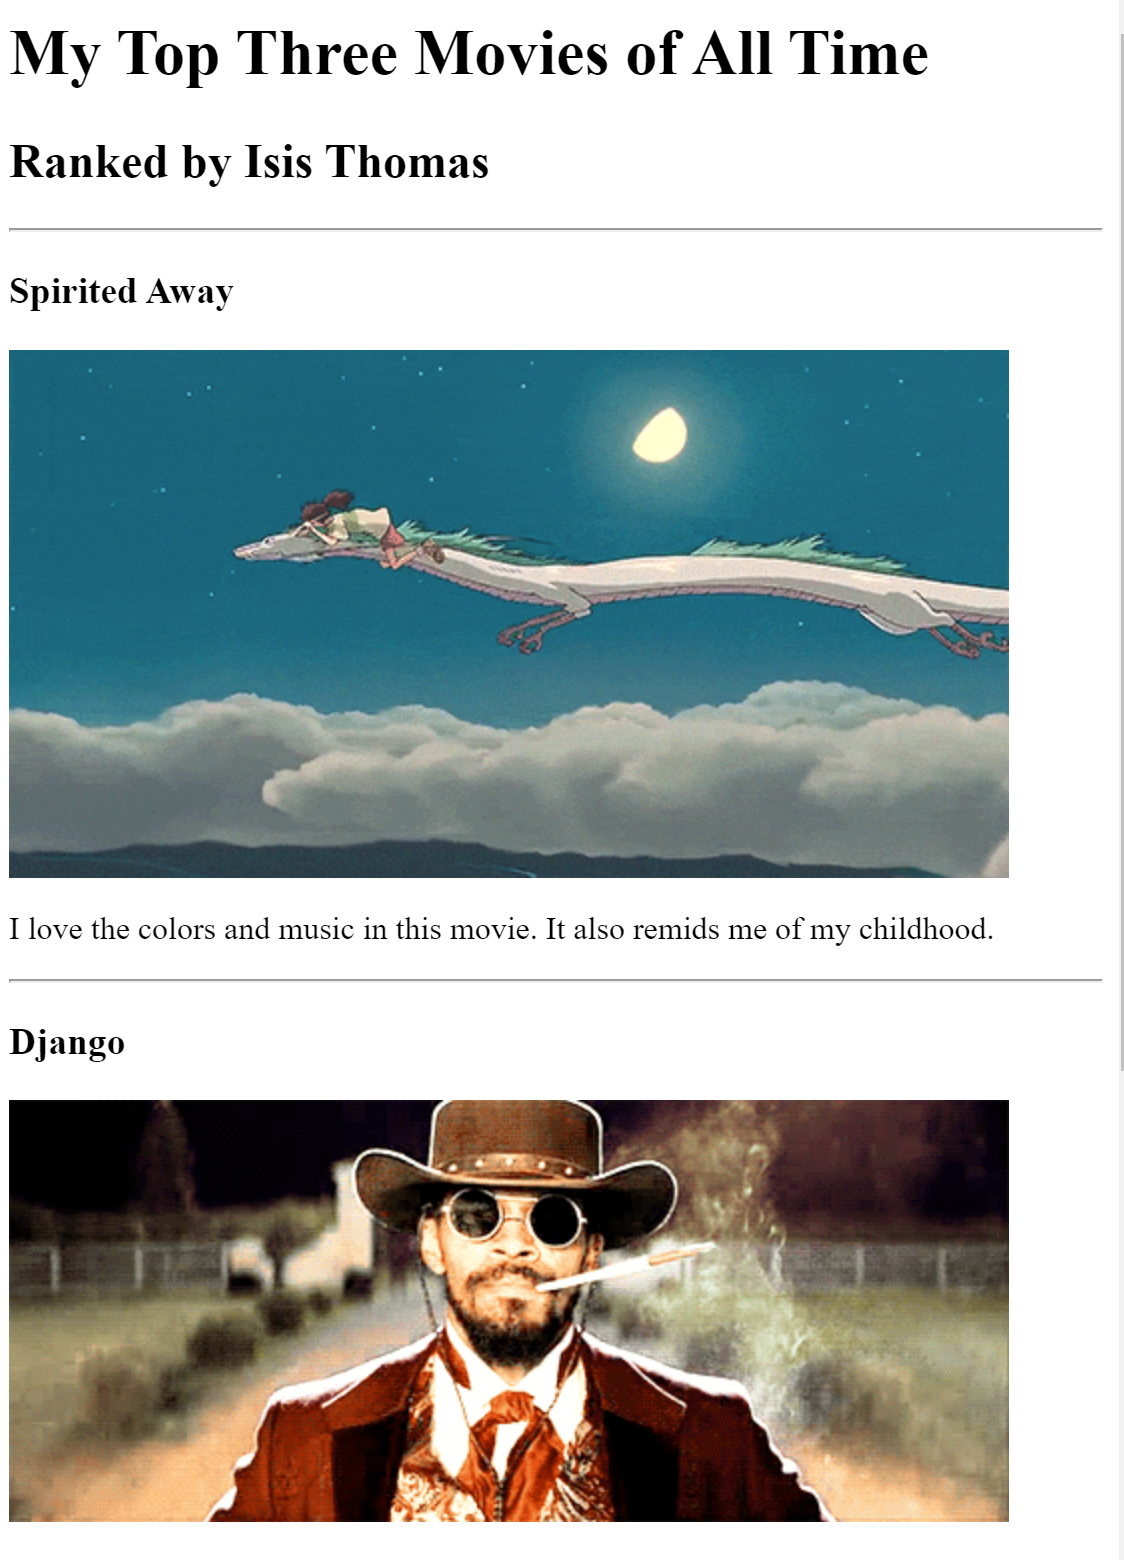 My Top Three Movies of All Time
Ranked by Isis Thomas
Spirited Away
I love the colors and music in this movie. It also remids me of my childhood.
Django